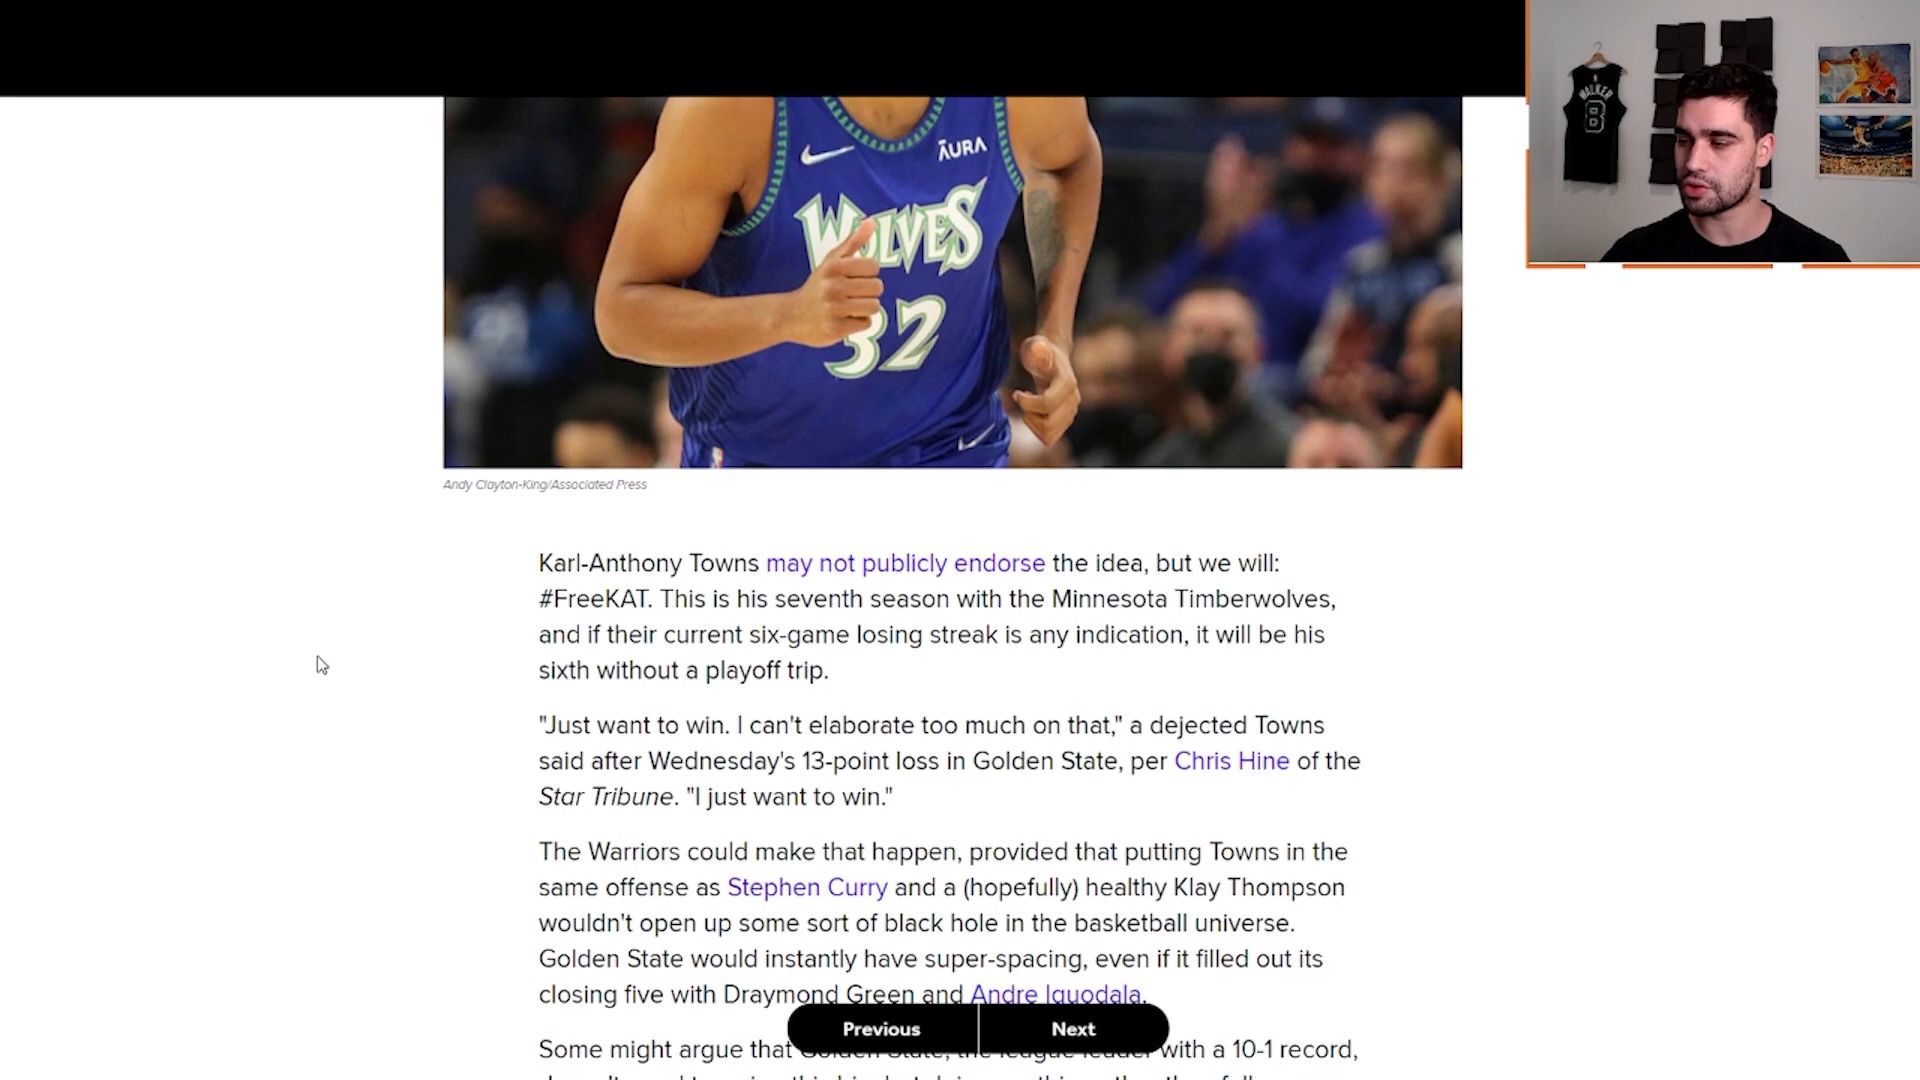 WALKER
8
ĀURA
WOLVES
32
Andy Clayton-King/Associated Press
Karl-Anthony Towns may not publicly endorse the idea, but we will:
#FreeKAT. This is his seventh season with the Minnesota Timberwolves,
and if their current six-game losing streak is any indication, it will be his
sixth without a playoff trip.
"Just want to win. I can't elaborate too much on that," a dejected Towns
said after Wednesday's 13-point loss in Golden State, per Chris Hine of the
Star Tribune. "I just want to win."
The Warriors could make that happen, provided that putting Towns in the
same offense as Stephen Curry and a (hopefully) healthy Klay Thompson
wouldn't open up some sort of black hole in the basketball universe.
Golden State would instantly have super-spacing, even if it filled out its
closing five with Draymond Green and Andre Iguodala.
Previous Next
Some might argue that Golden State, the league leader with a 10-1 record,